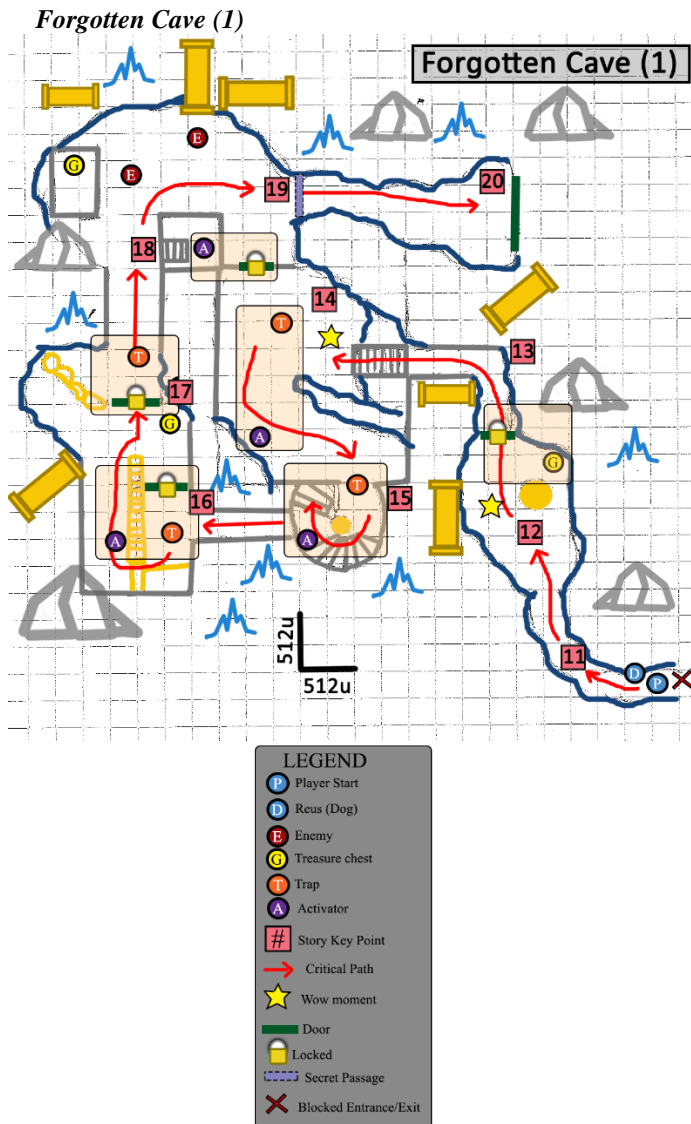 Forgotten Cave (1)
Forgotten Cave (1)
E
G
E
19
20
18
A
14
T
13
T
17
G
A
G
T
16
15
12
A
T
A
11
D
P
512u
512u
LEGEND
P Player Start
D Reus (Dog)
E Enemy
G Treasure chest
T Trap
A Activator
# Story Key Point
Critical Path
Wow moment
Door
Locked
Secret Passage
Blocked Entrance/Exit